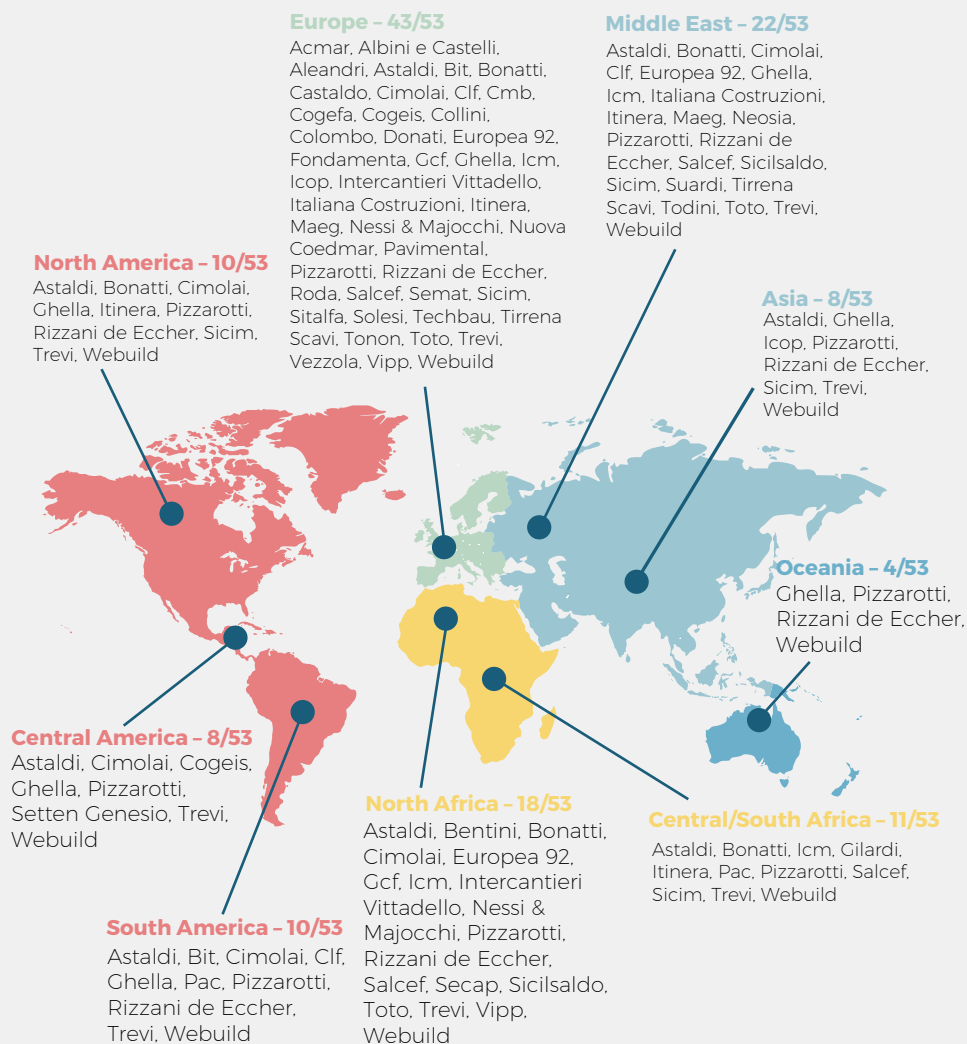 Europe – 43/53
Acmar, Albini e Castelli,
Aleandri, Astaldi, Bit, Bonatti,
Castaldo, Cimolai, Clf, Cmb,
Cogefa, Cogeis, Collini,
Colombo, Donati, Europea 92,
Fondamenta, Gcf, Ghella, Icm,
Icop, Intercantieri Vittadello,
Italiana Costruzioni, Itinera,
Maeg, Nessi & Majocchi, Nuova
Coedmar, Pavimental,
Pizzarotti, Rizzani de Eccher,
Roda, Salcef, Semat, Sicim,
Sitalfa, Solesi, Techbau, Tirrena
Scavi, Tonon, Toto, Trevi,
Vezzola, Vipp, Webuild
Middle East – 22/53
Astaldi, Bonatti, Cimolai,
Clf, Europea 92, Ghella,
Icm, Italiana Costruzioni,
Itinera, Maeg, Neosia,
Pizzarotti, Rizzani de
Eccher, Salcef, Sicilsaldo,
Sicim, Suardi, Tirrena
Scavi, Todini, Toto, Trevi,
Webuild
North America – 10/53
Astaldi, Bonatti, Cimolai,
Ghella, Itinera, Pizzarotti,
Rizzani de Eccher, Sicim,
Trevi, Webuild
Asia – 8/53
Astaldi, Ghella,
Icop, Pizzarotti,
Rizzani de Eccher,
Sicim, Trevi,
Webuild
Oceania – 4/53
Ghella, Pizzarotti,
Rizzani de Eccher,
Webuild
Central America – 8/53
Astaldi, Cimolai, Cogeis,
Ghella, Pizzarotti,
Setten Genesio, Trevi,
Webuild
North Africa – 18/53
Astaldi, Bentini, Bonatti,
Cimolai, Europea 92,
Gcf, Icm, Intercantieri
Vittadello, Nessi &
Majocchi, Pizzarotti,
Rizzani de Eccher,
Salcef, Secap, Sicilsaldo,
Toto, Trevi, Vipp,
Webuild
Central/South Africa – 11/53
Astaldi, Bonatti, Icm, Gilardi,
Itinera, Pac, Pizzarotti, Salcef,
Sicim, Trevi, Webuild
South America – 10/53
Astaldi, Bit, Cimolai, Clf,
Ghella, Pac, Pizzarotti,
Rizzani de Eccher,
Trevi, Webuild